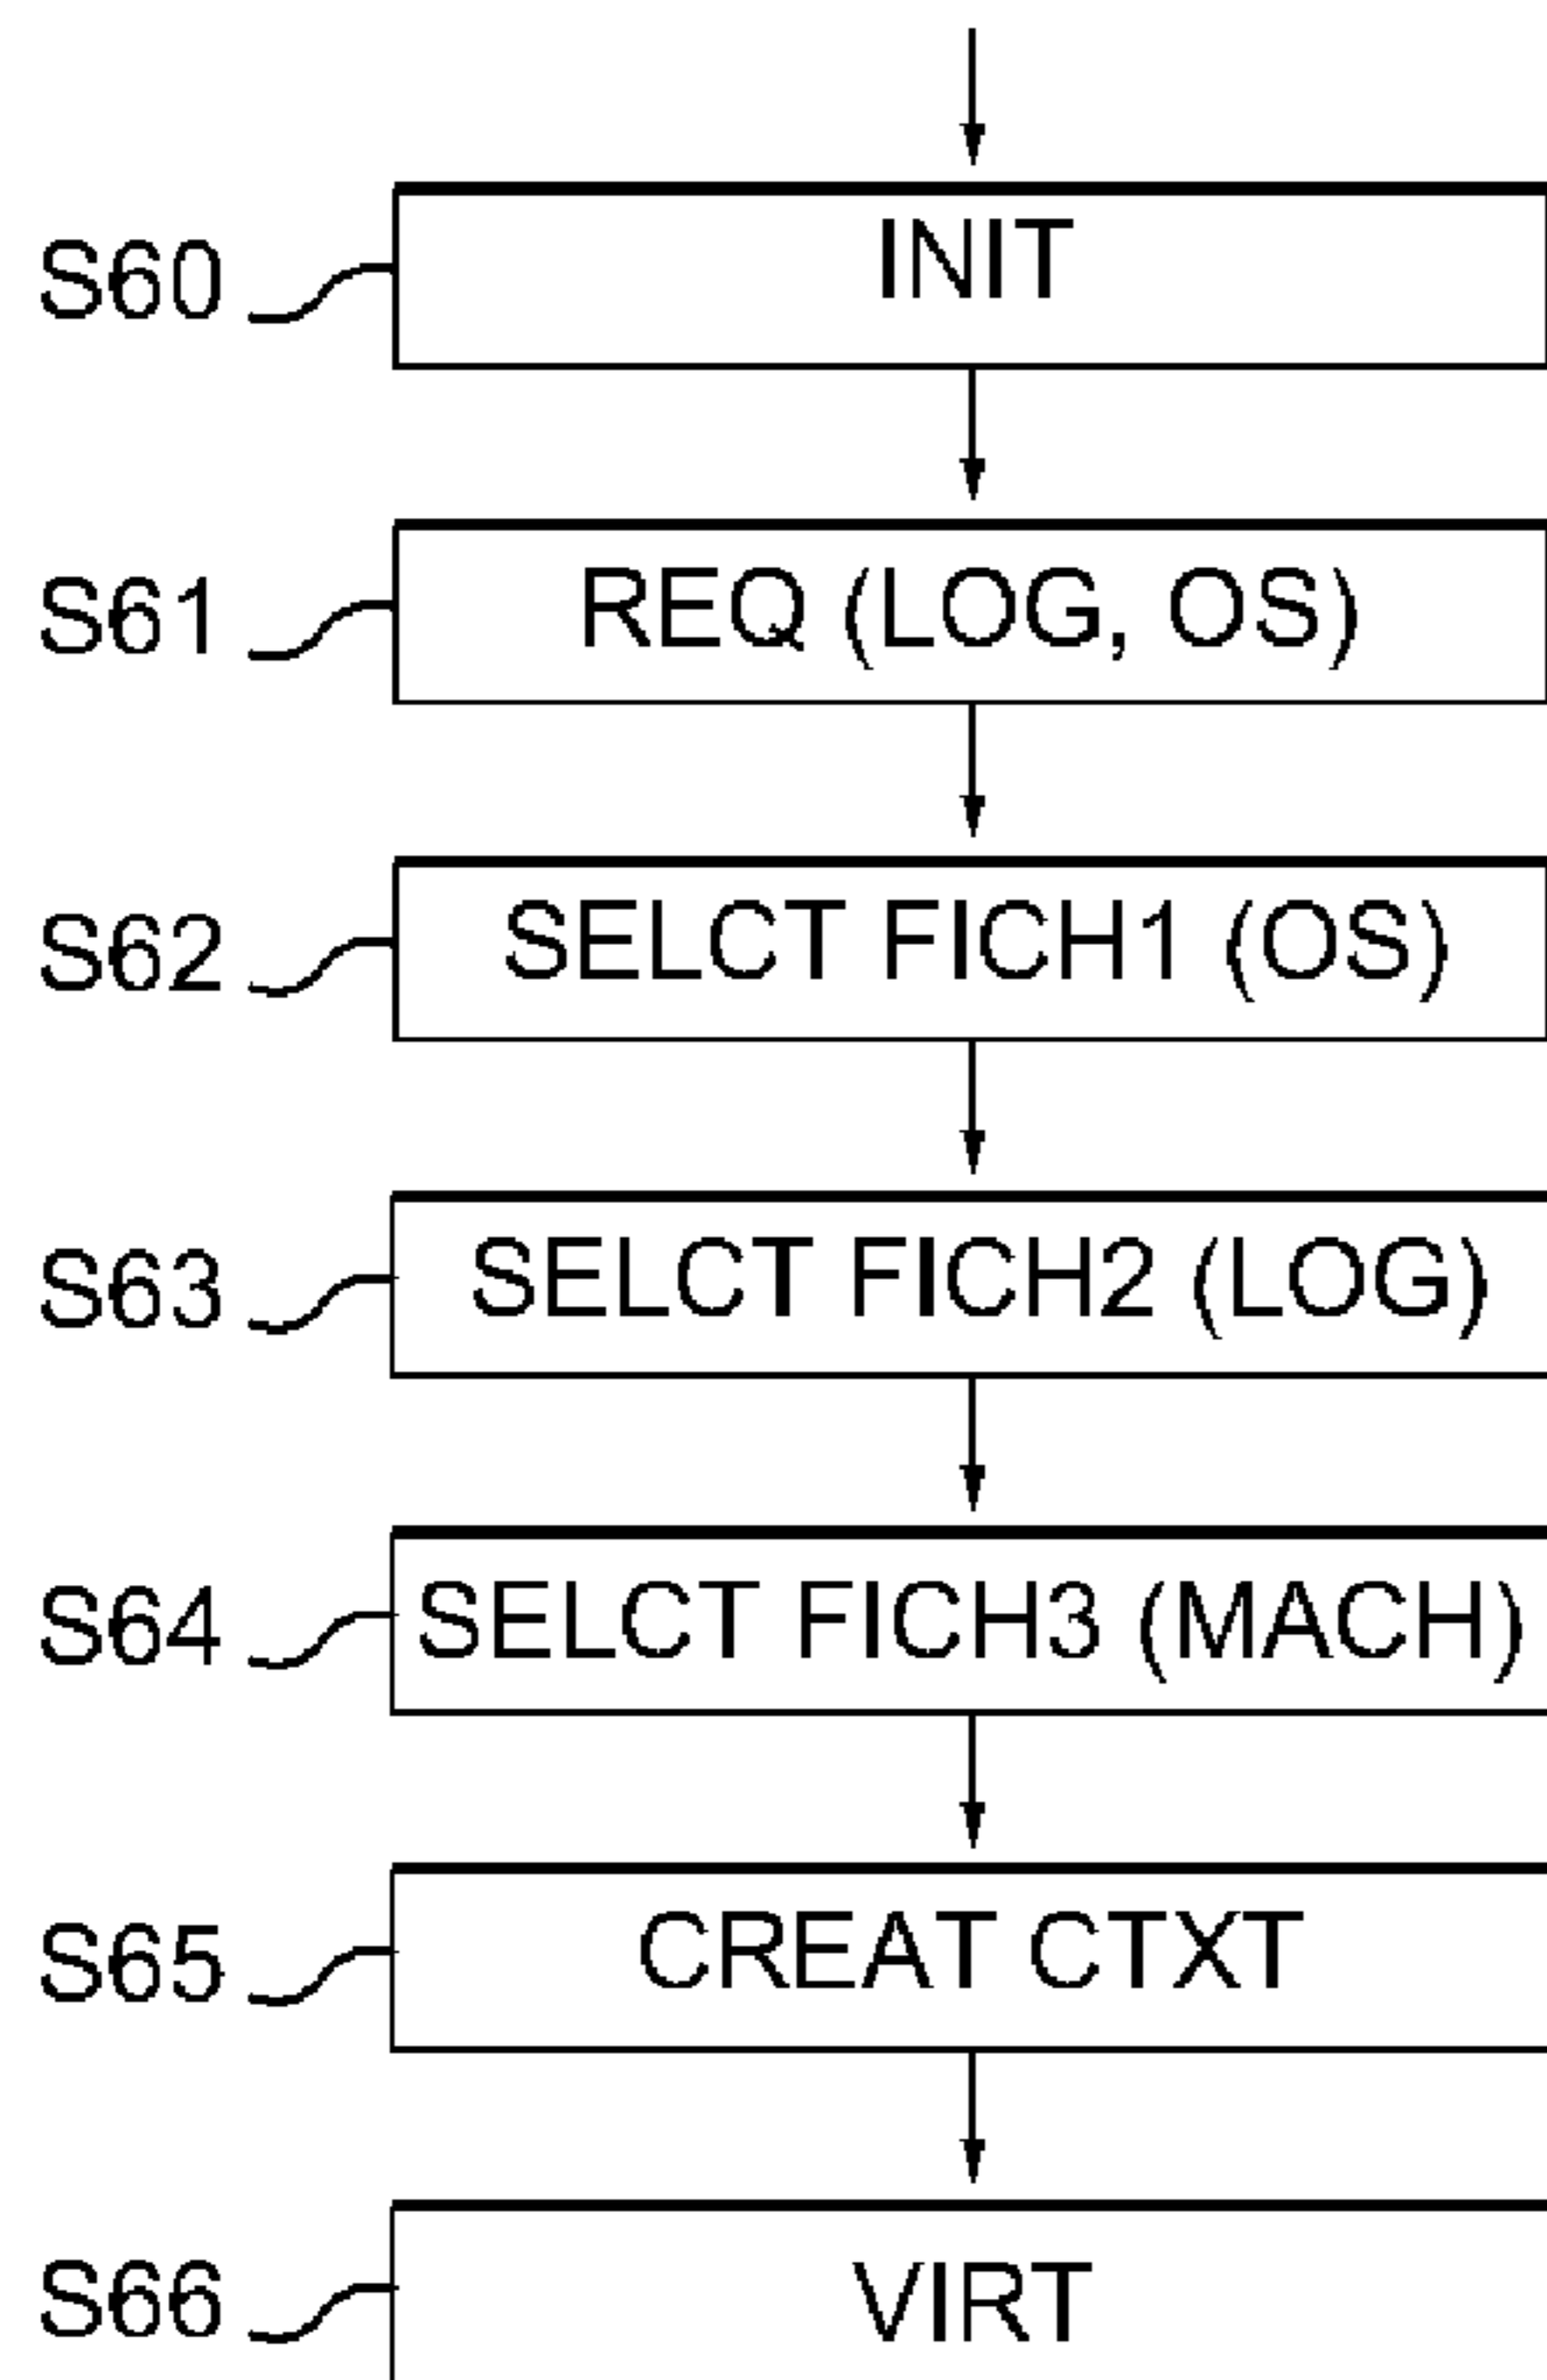 S60 INIT
S61 REQ (LOG, OS)
S62 SELCT FICH1 (OS)
S63 SELCT FICH2 (LOG)
S64 SELCT FICH3 (MACH)
S65 CREAT CTXT
S66 VIRT